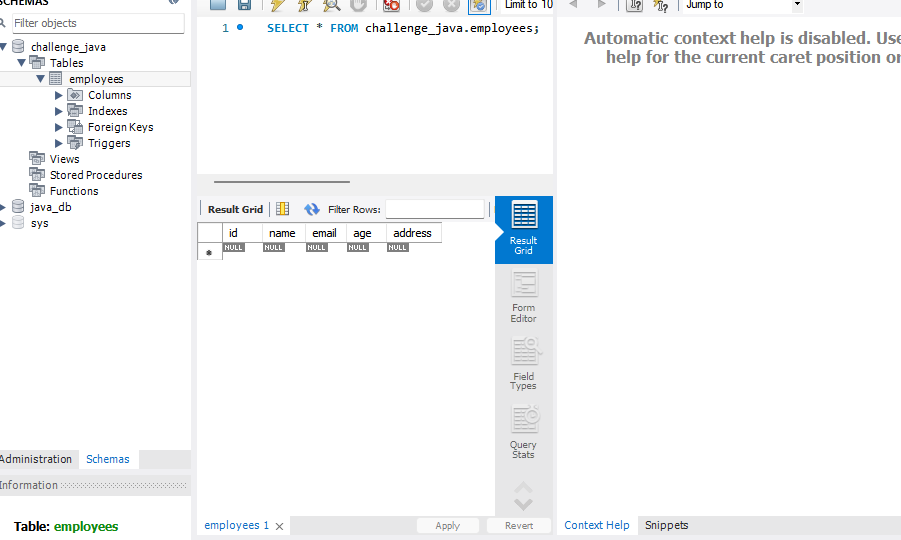 SCHEMAS
Filter objects
challenge_java
Tables
employees
Columns
Indexes
Foreign Keys
Triggers
Views
Stored Procedures
Functions
java_db
sys
Administration Schemas
Information
Table: employees
Limit to 10
1 SELECT * FROM challenge_java.employees;
Result Grid Filter Rows:
id name email age address
NULL NULL NULL NULL NULL
Result
Grid
Form
Editor
Field
Types
Query
Stats
employees 1 Apply Revert
Jump to
Automatic context help is disabled. Use
help for the current caret position or
Context Help Snippets